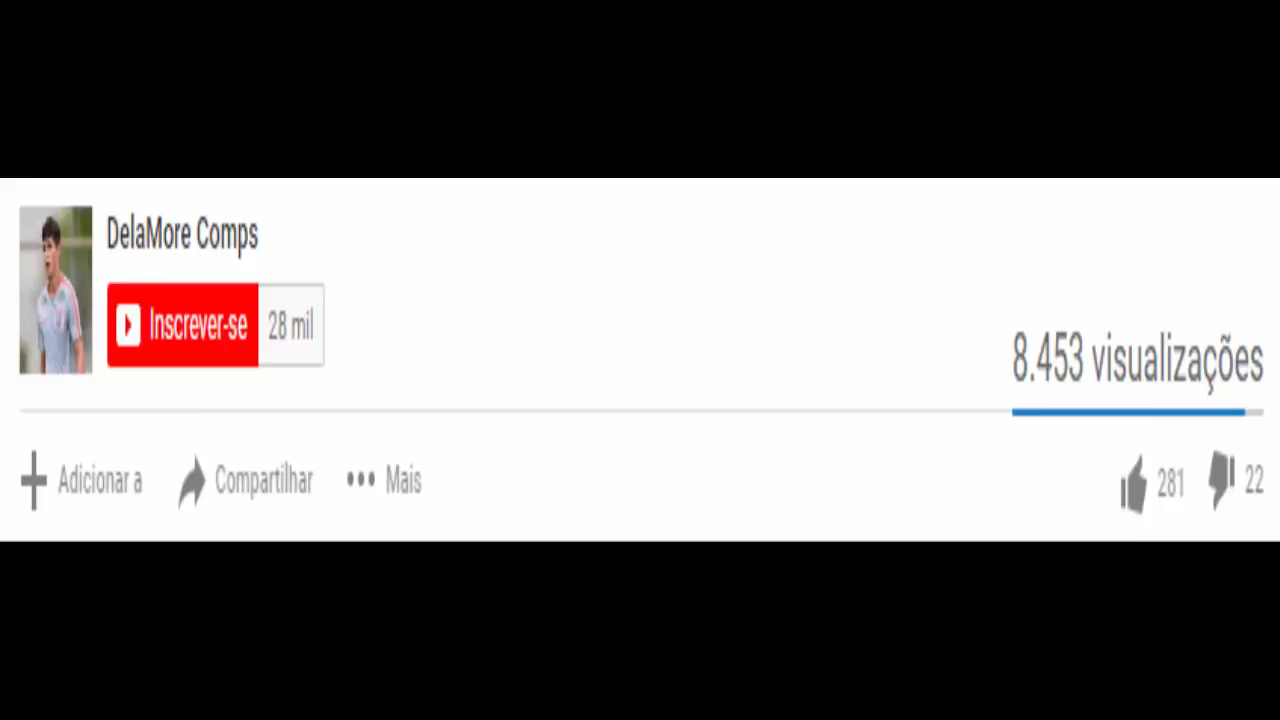 DelaMore Comps
Inscrever-se 28 mil
8.453 visualizações
Adicionar a Compartilhar Mais 281 22